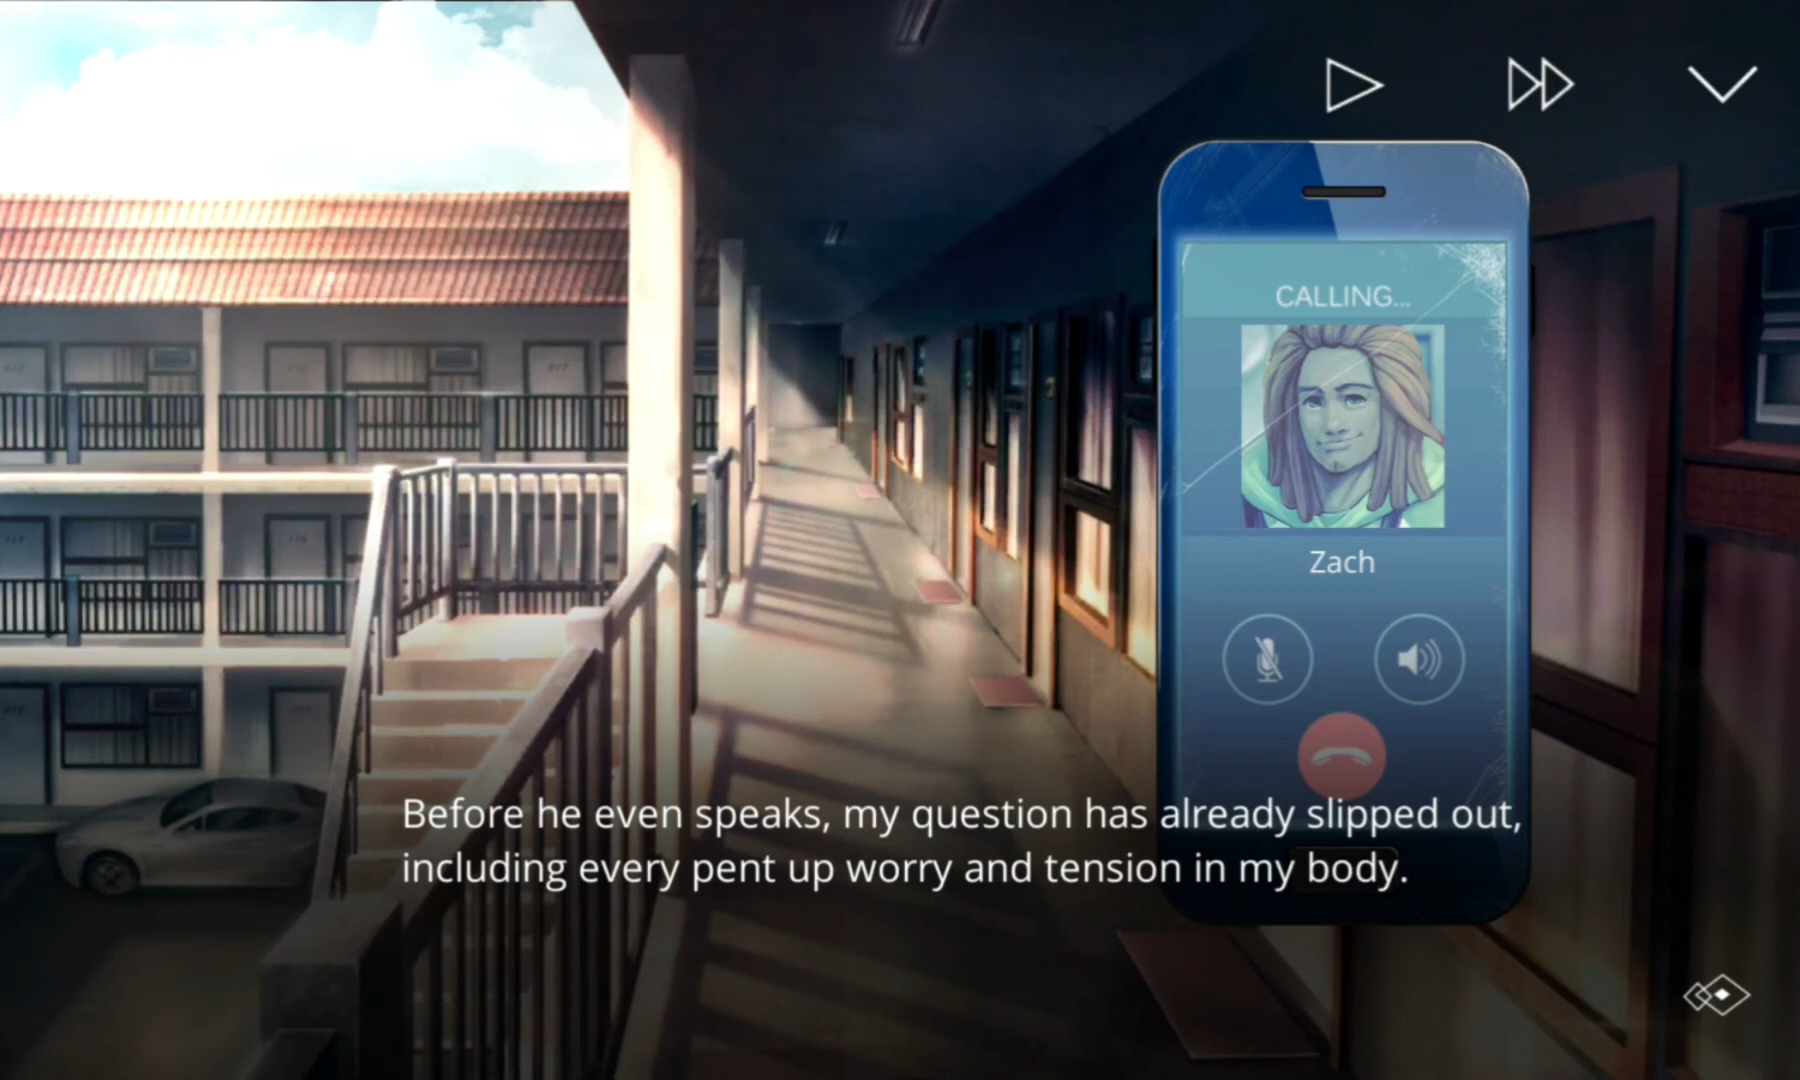 CALLING...
Zach
Before he even speaks, my question has already slipped out,
including every pent up worry and tension in my body.